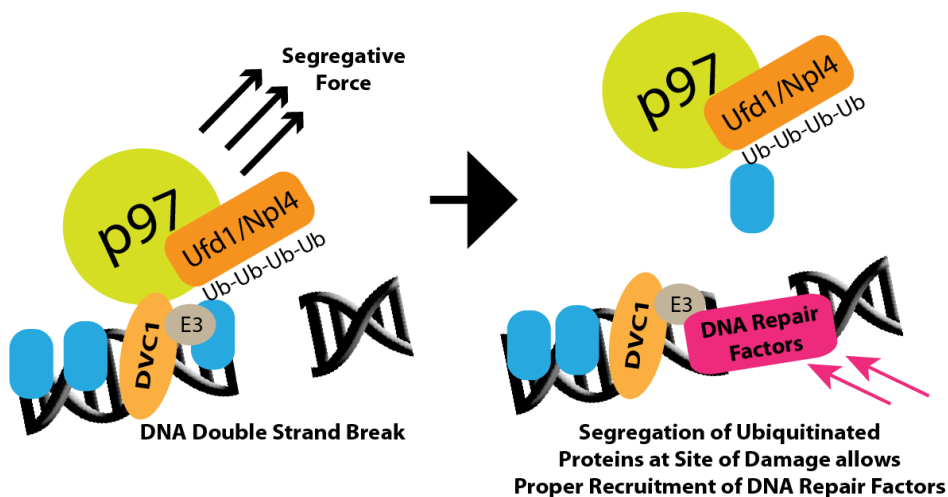 Segregative
Force
p97
Ufd1/Npl4
Ub-Ub-Ub-Ub
DVC1
E3
DNA Double Strand Break
p97
Ufd1/Npl4
Ub-Ub-Ub-Ub
DVC1
E3
DNA Repair
Factors
Segregation of Ubiquitinated
Proteins at Site of Damage allows
Proper Recruitment of DNA Repair Factors